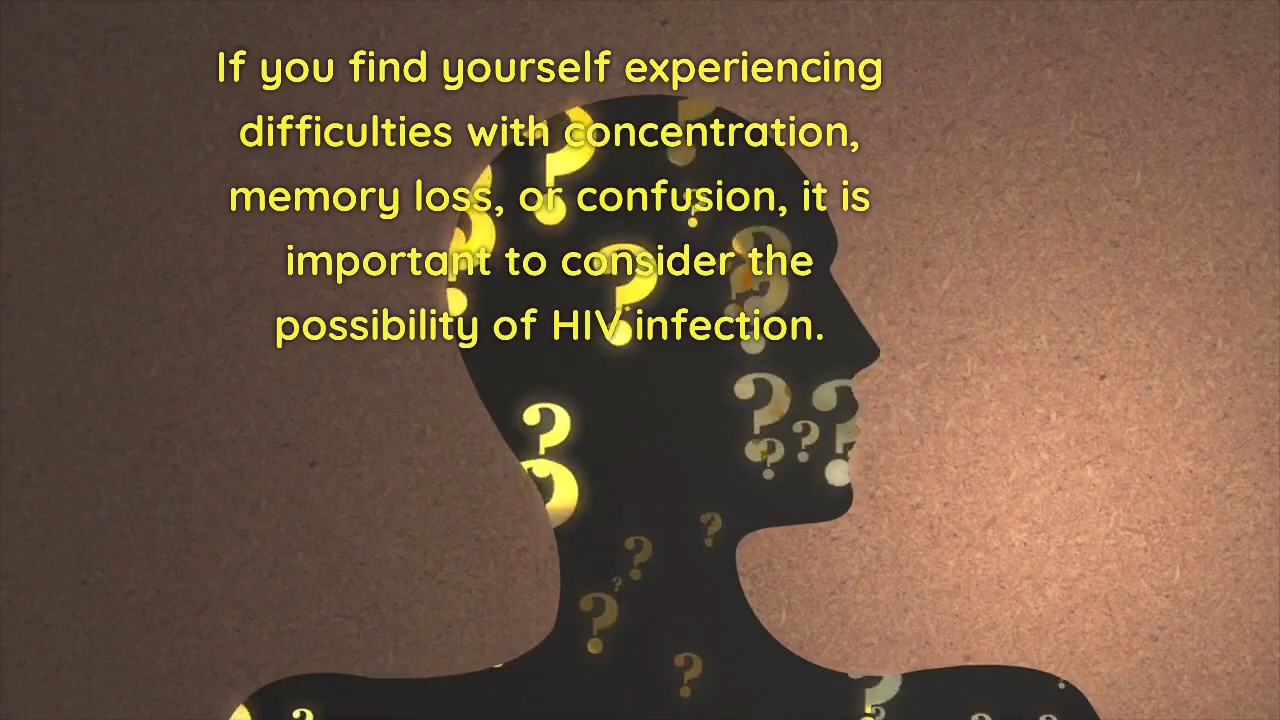 If you find yourself experiencing
difficulties with concentration,
memory loss, or confusion, it is
important to consider the
possibility of HIV infection.